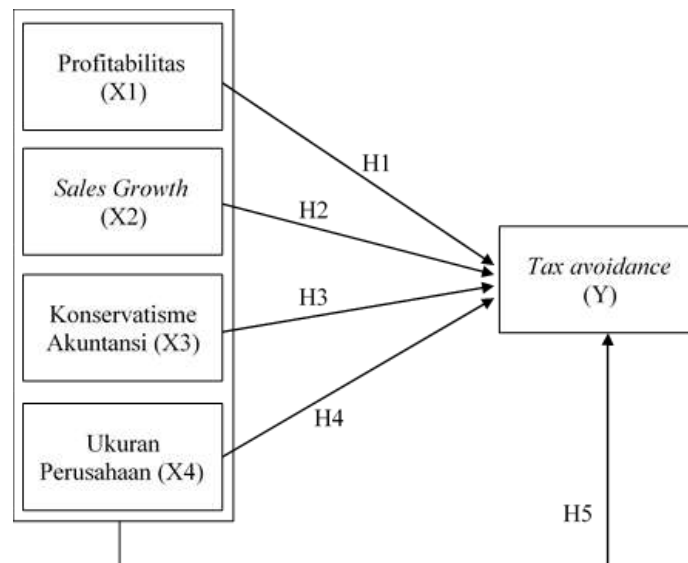 Profitabilitas
(X1)
Sales Growth
(X2)
Konservatisme
Akuntansi (X3)
Ukuran
Perusahaan (X4)
H1
H2
H3
H4
Tax avoidance
(Y)
H5